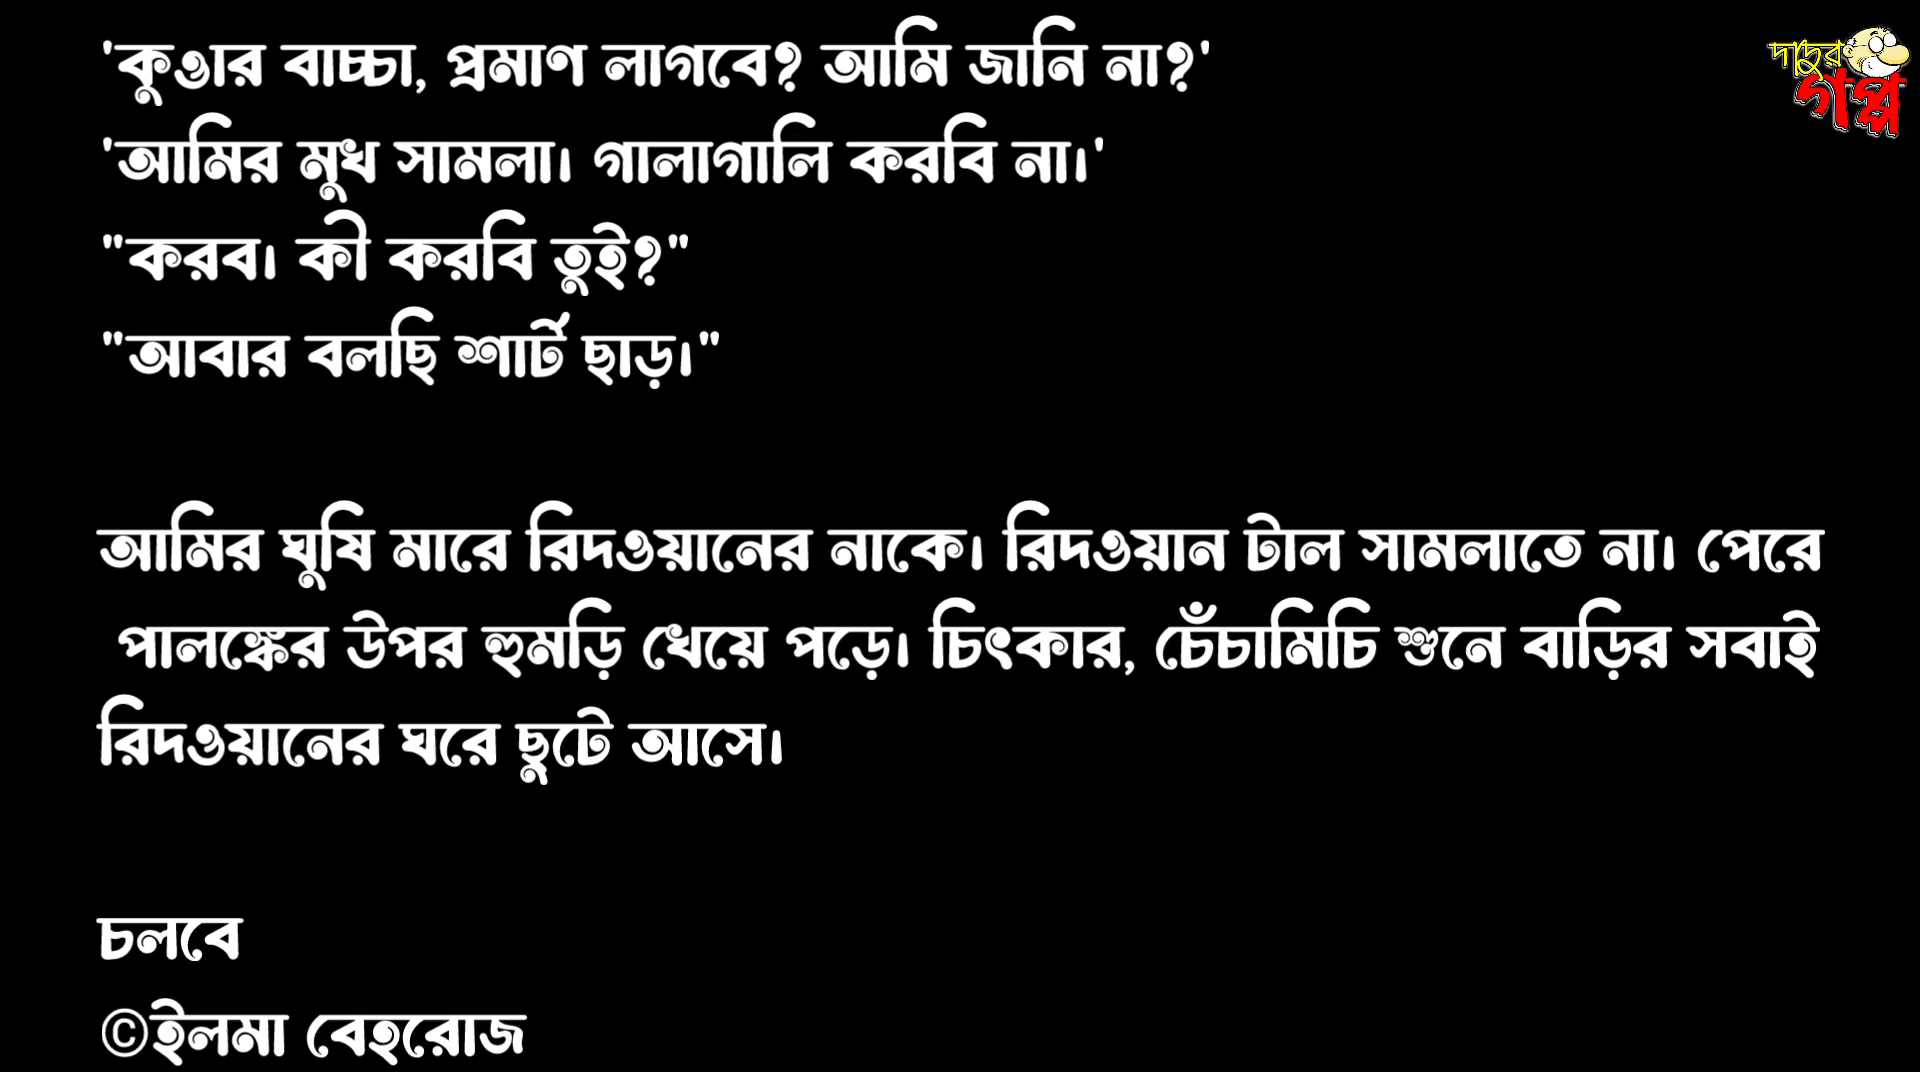 'কুওার বাচ্চা, প্রমাণ লাগবে? আমি জানি না?'
'আমির মুখ সামলা। গালাগালি করবি না।'
"করব। কী করবি তুই?"
"আবার বলছি শার্ট ছাড়।"
আমির ঘুষি মারে রিদওয়ানের নাকে। রিদওয়ান টাল সামলাতে না। পেরে
পালঙ্কের উপর হুমড়ি খেয়ে পড়ে। চিৎকার, চেঁচামিচি শুনে বাড়ির সবাই
রিদওয়ানের ঘরে ছুটে আসে।
চলবে
©ইলমা বেহরোজ
দাদুর
গল্প